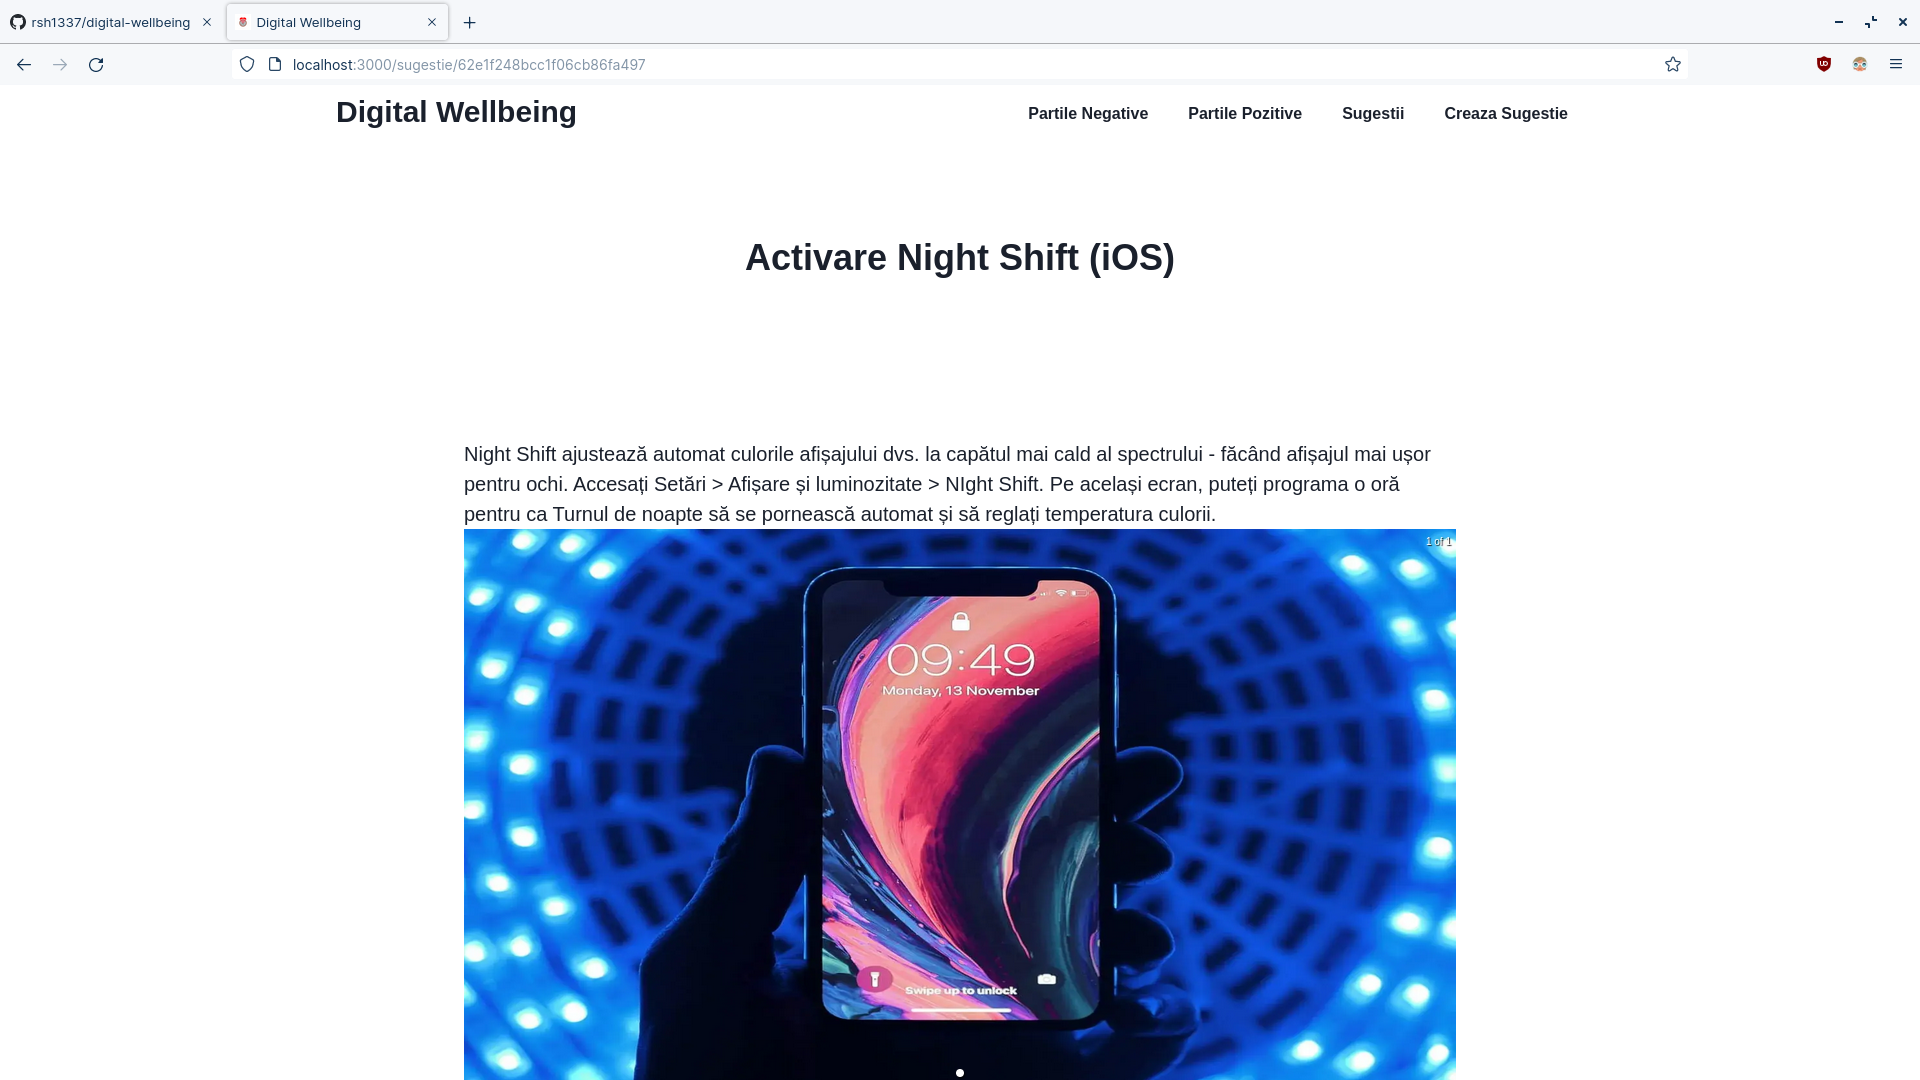 rsh1337/digital-wellbeing
Digital Wellbeing
localhost:3000/sugestie/62e1f248bcc1f06cb86fa497
Digital Wellbeing
Partile Negative
Partile Pozitive
Sugestii
Creaza Sugestie
Activare Night Shift (iOS)
Night Shift ajustează automat culorile afișajului dvs. la capătul mai cald al spectrului - făcând afișajul mai ușor
pentru ochi. Accesați Setări > Afișare și luminozitate > NIght Shift. Pe același ecran, puteți programa o oră
pentru ca Turnul de noapte să se pornească automat și să reglați temperatura culorii.
1 of 1
09:49
Monday, 13 November
Swipe up to unlock